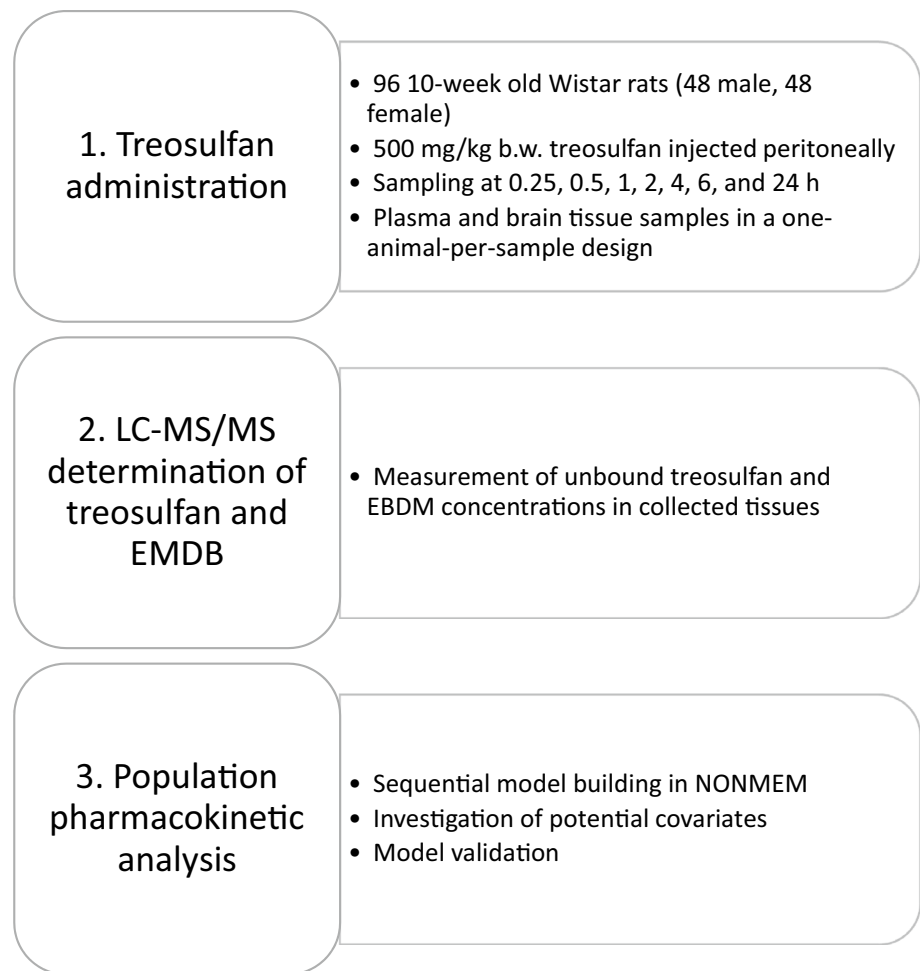 1. Treosulfan
administration
• 96 10-week old Wistar rats (48 male, 48
female)
• 500 mg/kg b.w. treosulfan injected peritoneally
• Sampling at 0.25, 0.5, 1, 2, 4, 6, and 24 h
• Plasma and brain tissue samples in a one-
animal-per-sample design
2. LC-MS/MS
determination of
treosulfan and
EMDB
• Measurement of unbound treosulfan and
EBDM concentrations in collected tissues
3. Population
pharmacokinetic
analysis
• Sequential model building in NONMEM
• Investigation of potential covariates
• Model validation